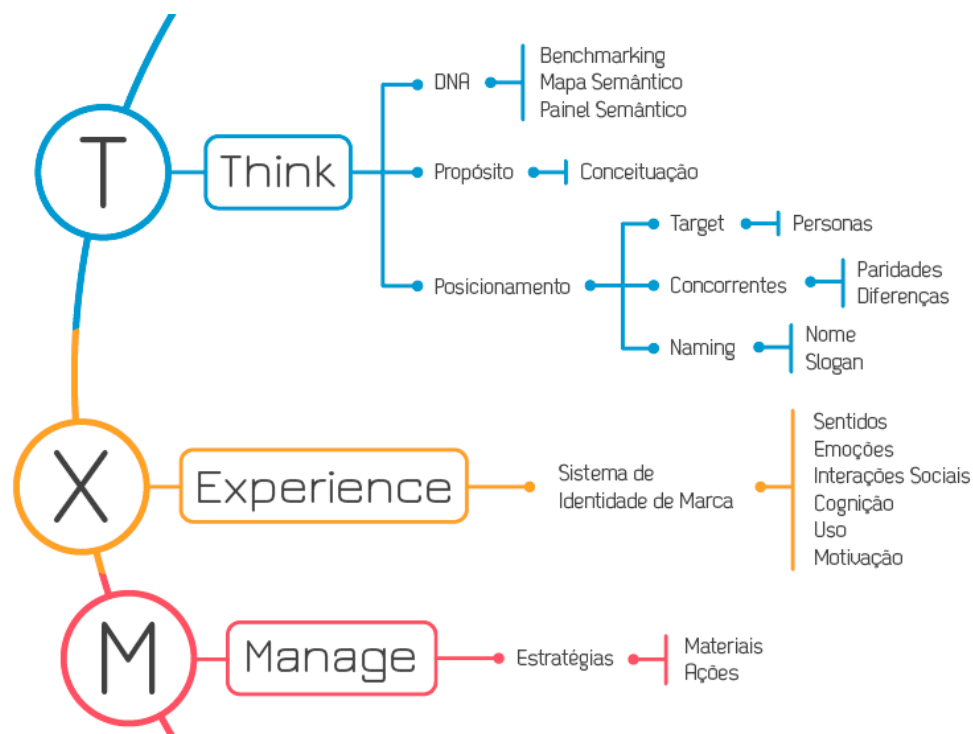 T
Think
DNA
Benchmarking
Mapa Semântico
Painel Semântico
Propósito
Conceituação
Posicionamento
Target
Personas
Concorrentes
Paridades
Diferenças
Naming
Nome
Slogan
X
Experience
Sistema de
Identidade de Marca
Sentidos
Emoções
Interações Sociais
Cognição
Uso
Motivação
M
Manage
Estratégias
Materiais
Ações